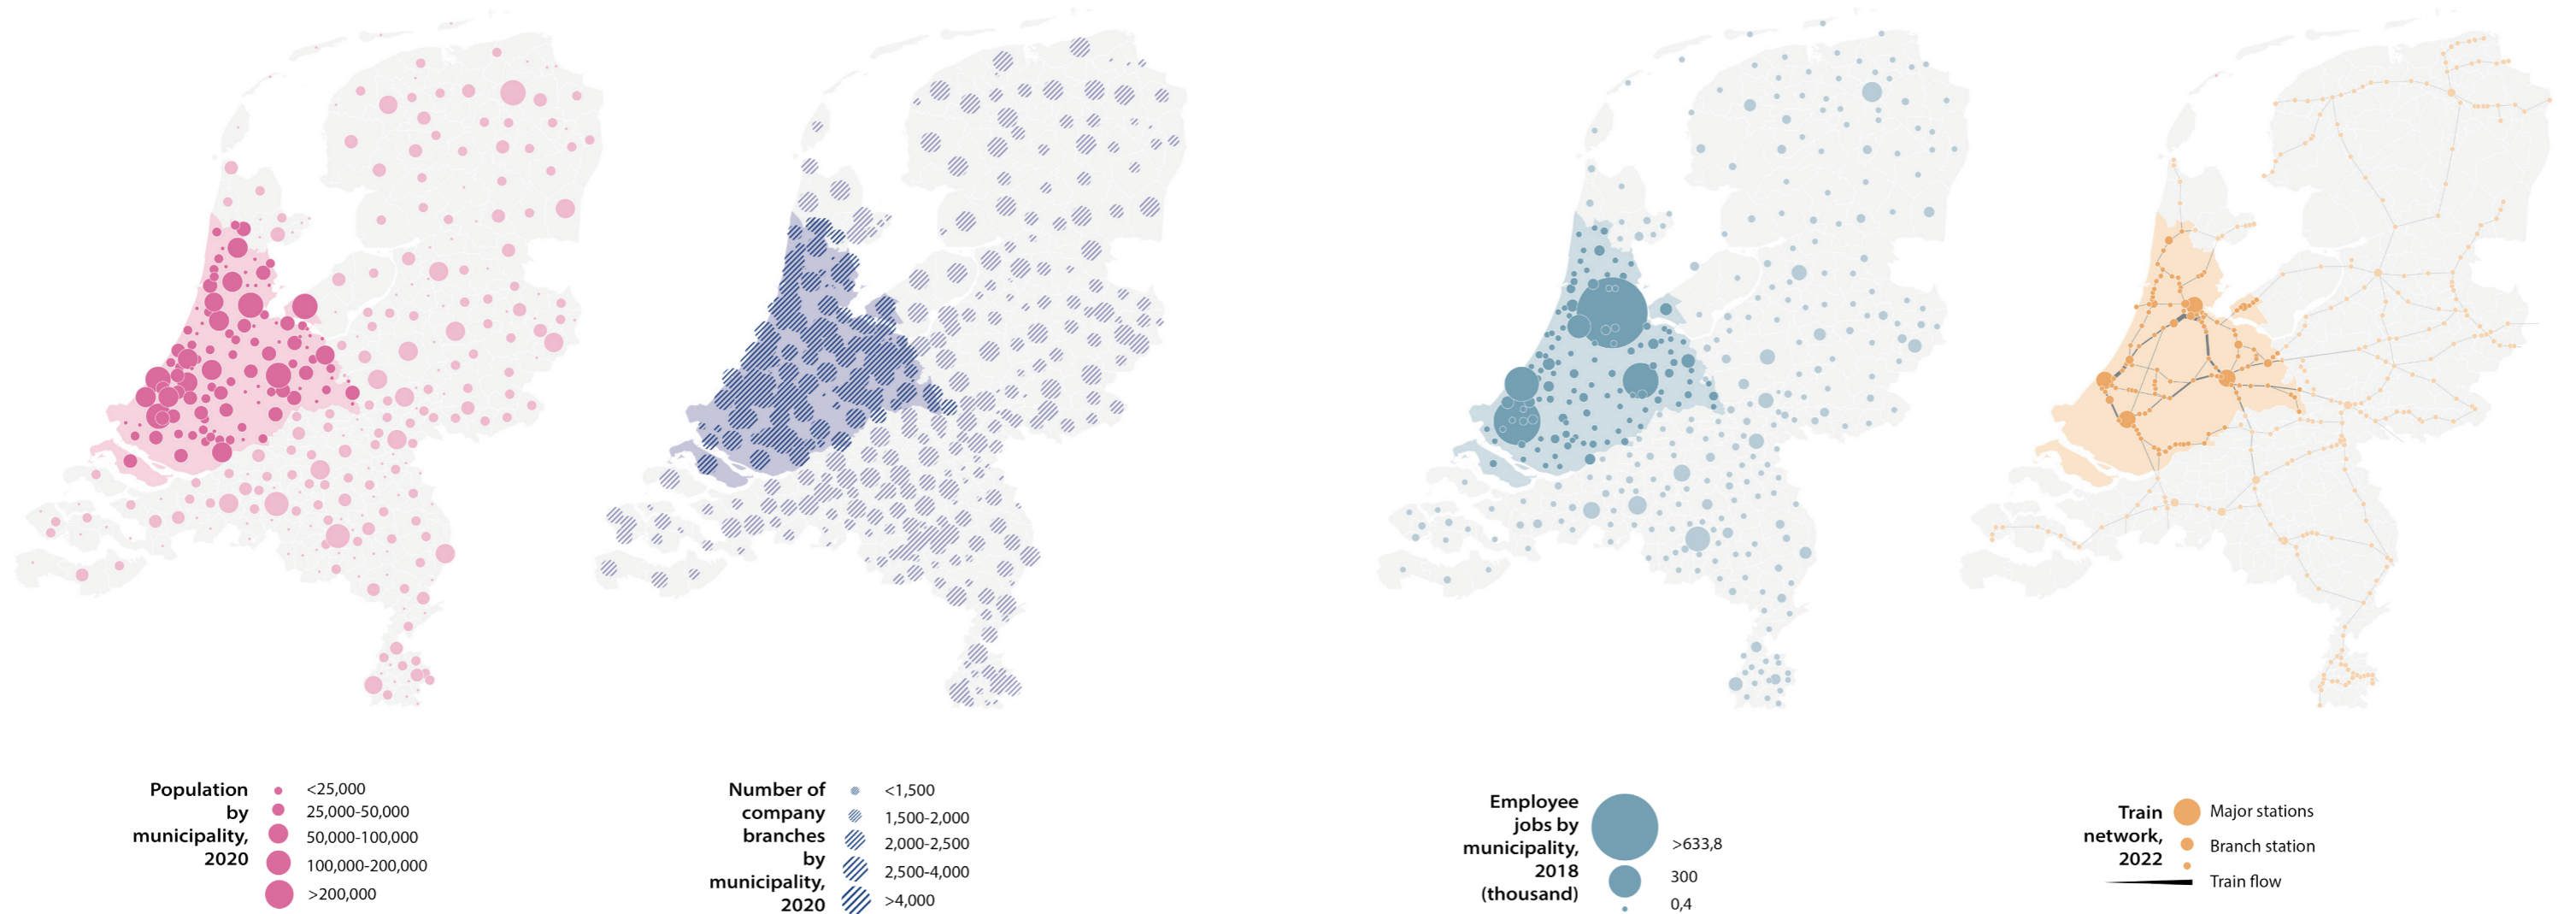 Population
by
municipality,
2020
<25,000
25,000-50,000
50,000-100,000
100,000-200,000
>200,000
Number of
company
branches
by
municipality,
2020
<1,500
1,500-2,000
2,000-2,500
2,500-4,000
>4,000
Employee
jobs by
municipality,
2018
(thousand)
>633,8
300
0,4
Train
network,
2022
Major stations
Branch station
Train flow